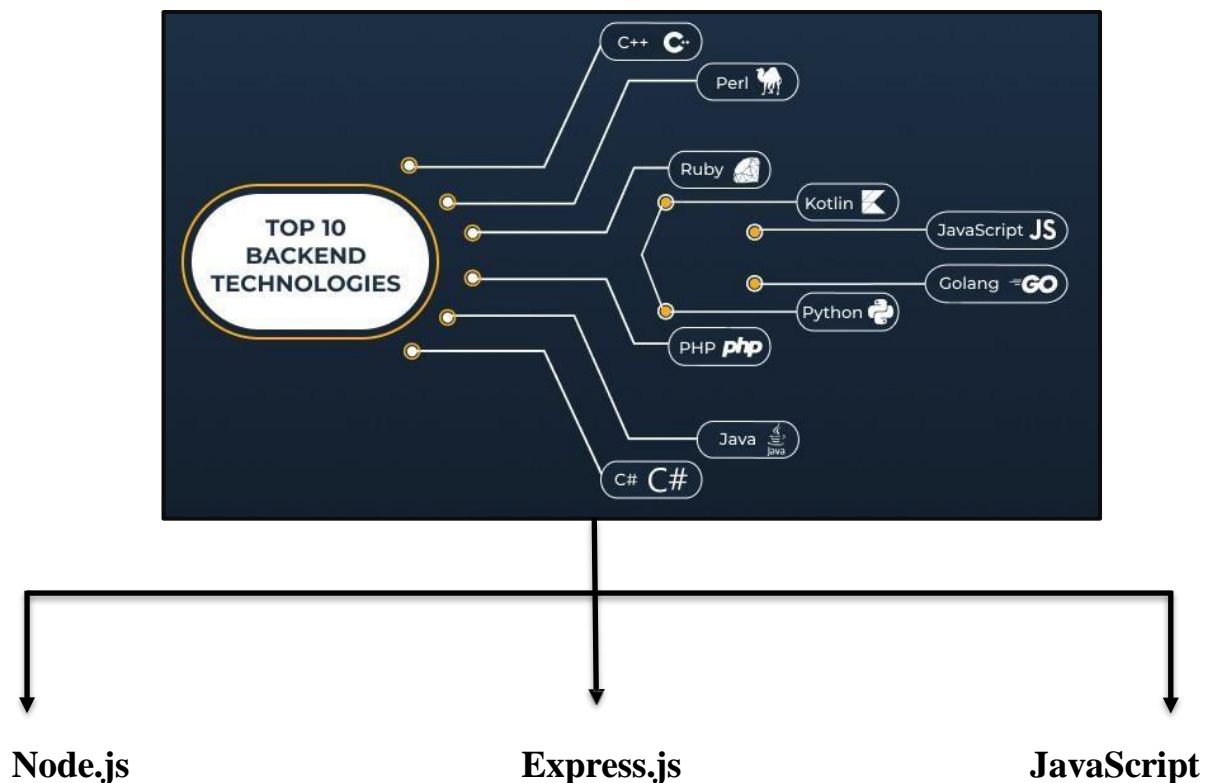 C++ C++
Perl
Ruby
Kotlin
JavaScript JS
TOP 10
BACKEND
TECHNOLOGIES
Golang GO
Python
PHP php
Java Java
C# C#
Node.js Express.js JavaScript